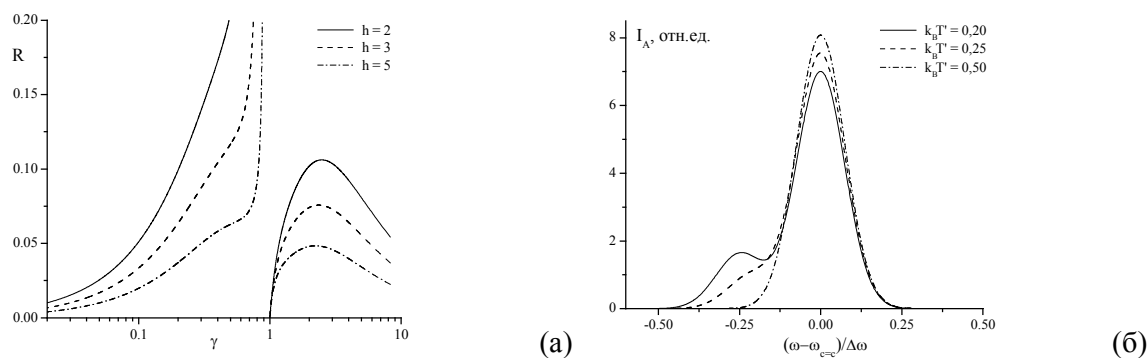 R
0.20
0.15
0.10
0.05
0.00
0.1
1
10
γ
h = 2
h = 3
h = 5
(а)
I_A, отн.ед.
8
6
4
2
0
-0.50
-0.25
0.00
0.25
0.50
(ω−ω_c=c)/Δω
k_BT' = 0,20
k_BT' = 0,25
k_BT' = 0,50
(б)